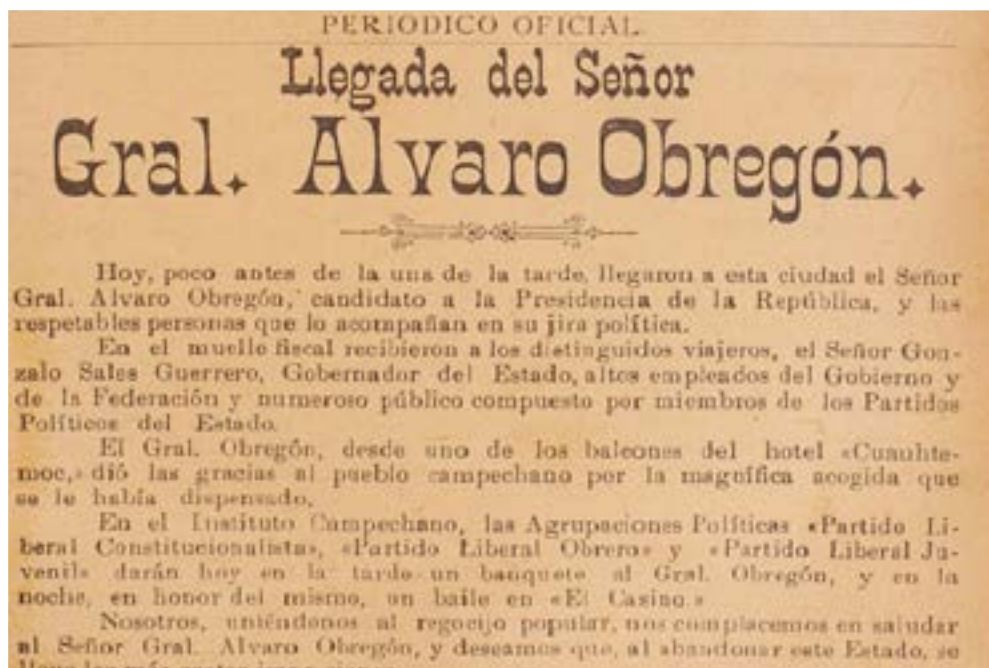 PERIODICO OFICIAL.
Llegada del Señor
Gral. Alvaro Obregón.
Hoy, poco antes de la una de la tarde, llegaron a esta ciudad el Señor
Gral. Alvaro Obregón, candidato a la Presidencia de la República, y las
respetables personas que lo acompañan en su jira política.
En el muelle fiscal recibieron a los distinguidos viajeros, el Señor Gon-
zalo Sales Guerrero, Gobernador del Estado, altos empleados del Gobierno y
de la Federación y numeroso público compuesto por miembros de los Partidos
Políticos del Estado.
El Gral. Obregón, desde uno de los balcones del hotel «Cuauhte-
moc,» dió las gracias al pueblo campechano por la magnífica acogida que
se le había dispensado.
En el Instituto Campechano, las Agrupaciones Políticas «Partido Li-
beral Constitucionalista», «Partido Liberal Obrero» y «Partido Liberal Ju-
venil» darán hoy en la tarde un banquete al Gral. Obregón, y en la
noche, en honor del mismo, un baile en «El Casino.»
Nosotros, uniéndonos al regocijo popular, nos complacemos en saludar
al Señor Gral. Alvaro Obregón, y deseamos que, al abandonar este Estado, se